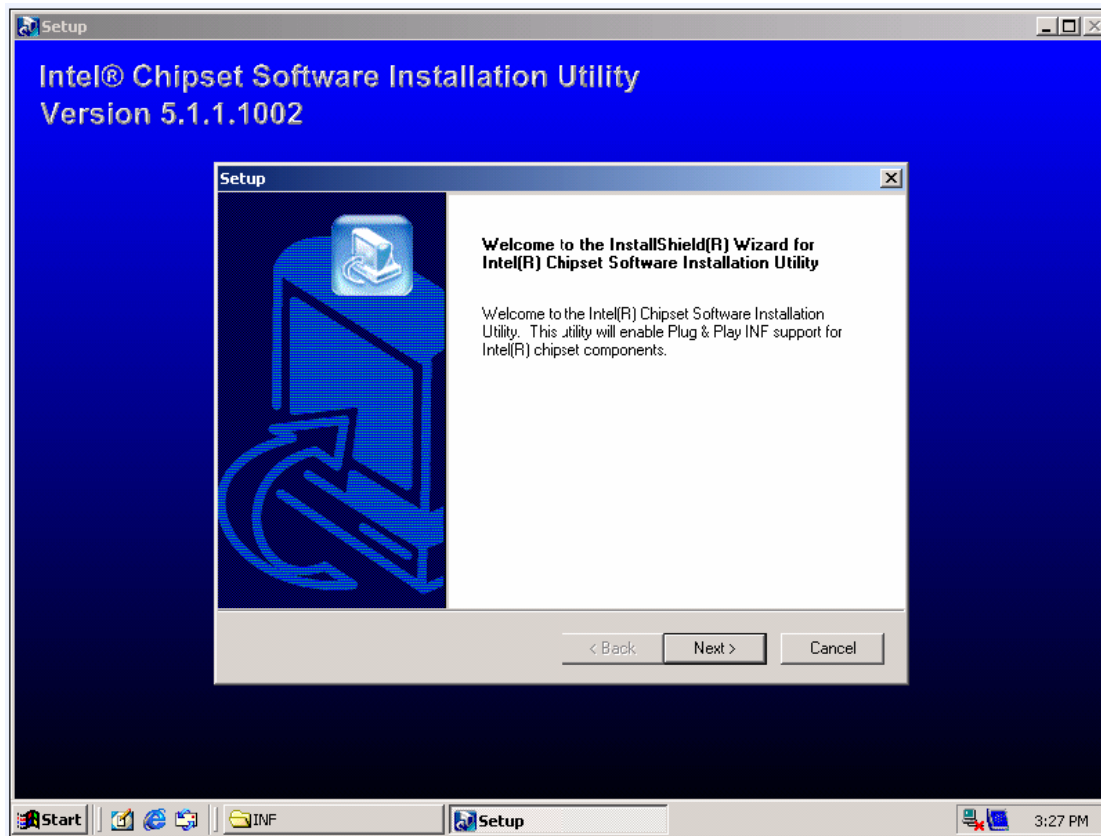 Setup
Intel® Chipset Software Installation Utility
Version 5.1.1.1002
Setup
Welcome to the InstallShield(R) Wizard for
Intel(R) Chipset Software Installation Utility
Welcome to the Intel(R) Chipset Software Installation
Utility. This utility will enable Plug & Play INF support for
Intel(R) chipset components.
< Back
Next >
Cancel
Start
INF
Setup
3:27 PM